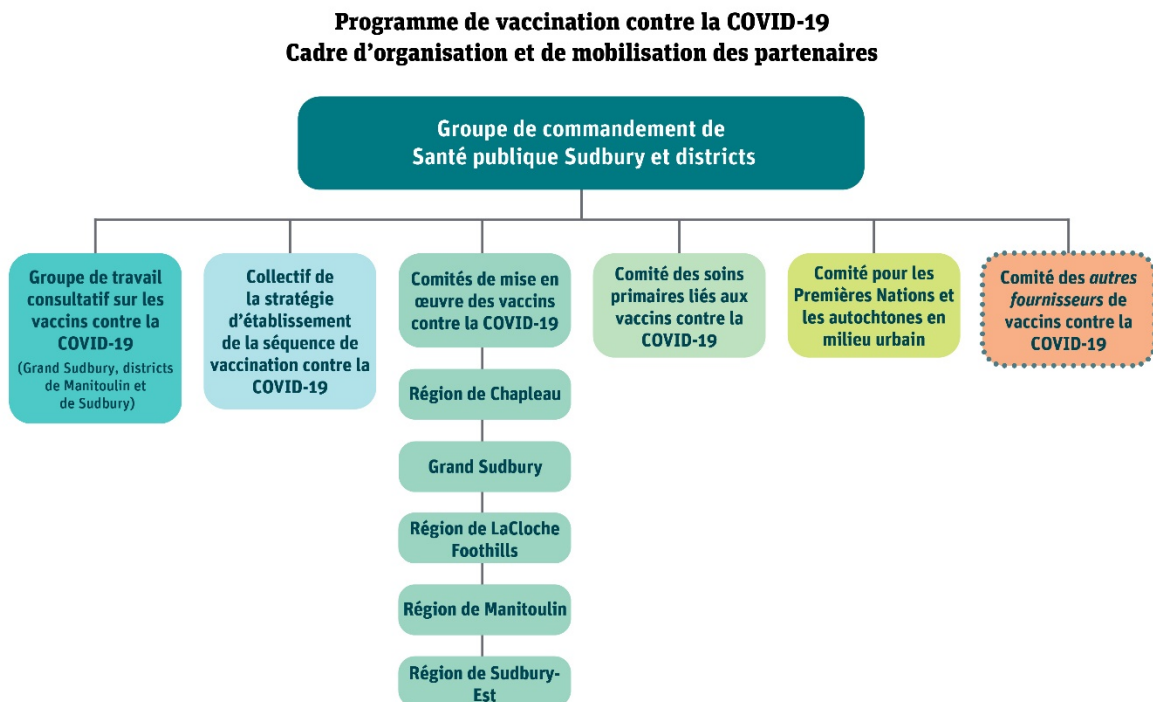 Programme de vaccination contre la COVID-19
Cadre d’organisation et de mobilisation des partenaires
Groupe de commandement de
Santé publique Sudbury et districts
Groupe de travail
consultatif sur les
vaccins contre la
COVID-19
(Grand Sudbury, districts
de Manitoulin et
de Sudbury)
Collectif de
la stratégie
d’établissement
de la séquence de
vaccination contre la
COVID-19
Comités de mise en
œuvre des vaccins
contre la COVID-19
Région de Chapleau
Grand Sudbury
Région de LaCloche
Foothills
Région de Manitoulin
Région de Sudbury-
Est
Comité des soins
primaires liés aux
vaccins contre la
COVID-19
Comité pour les
Premières Nations et
les autochtones en
milieu urbain
Comité des autres
fournisseurs de
vaccins contre la
COVID-19